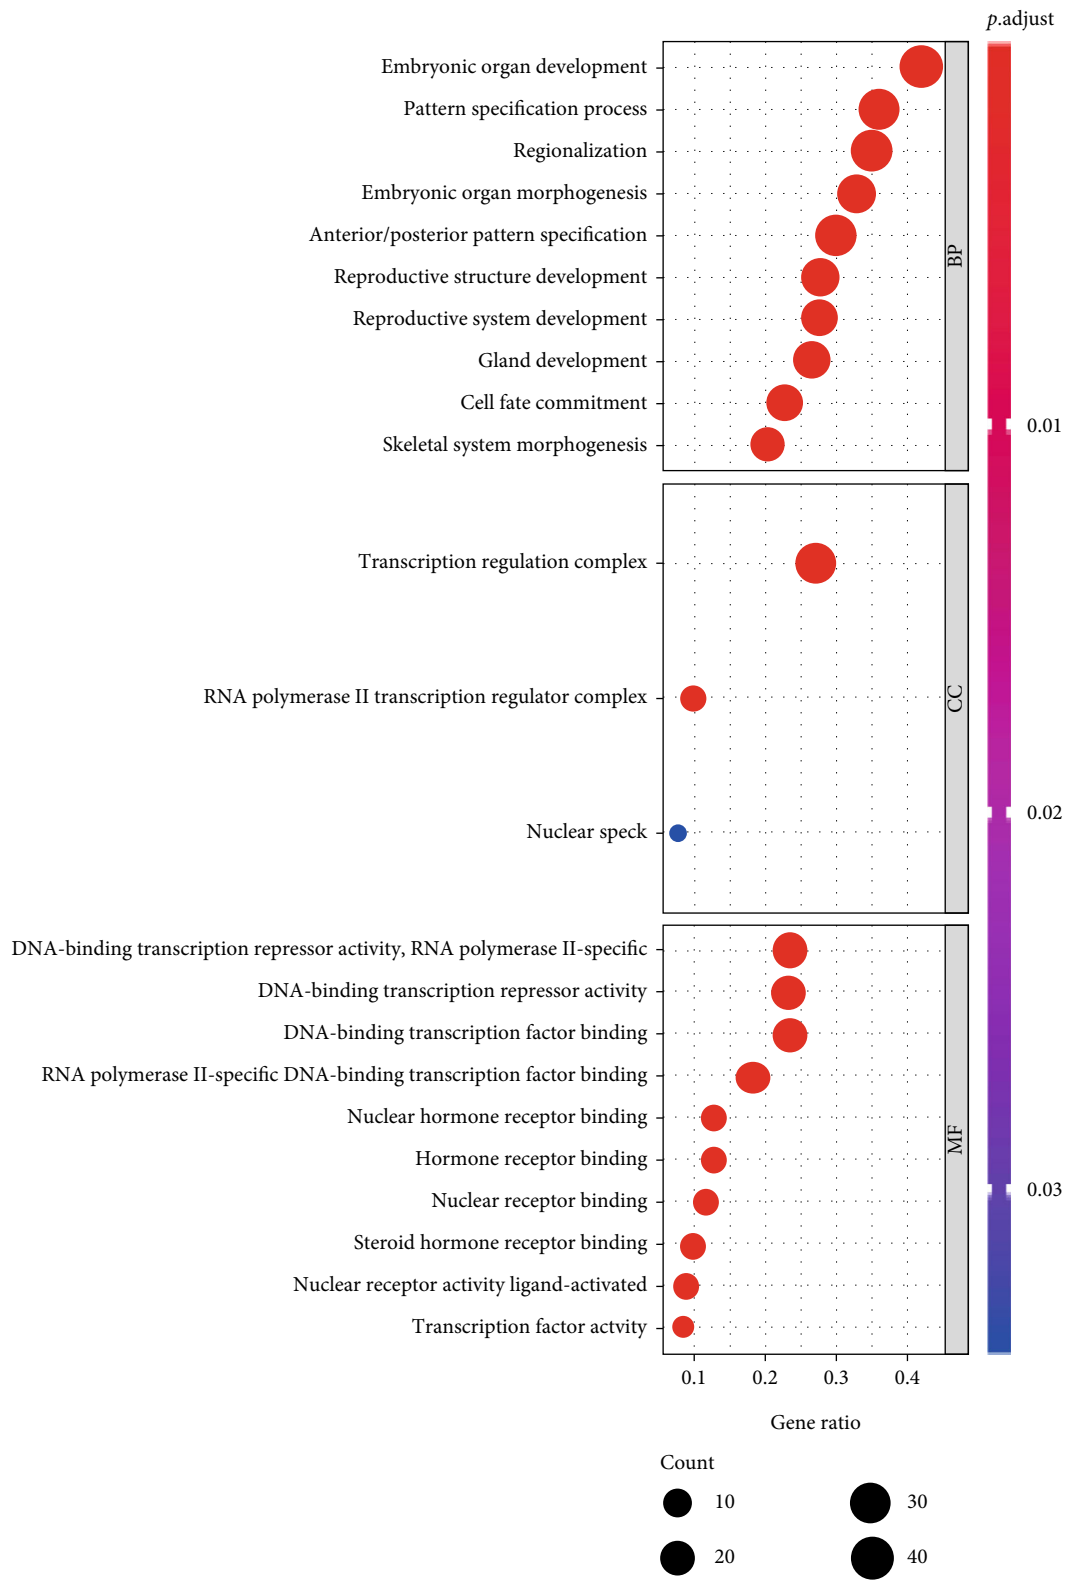 p.adjust
Embryonic organ development
Pattern specification process
Regionalization
Embryonic organ morphogenesis
Anterior/posterior pattern specification
Reproductive structure development
Reproductive system development
Gland development
Cell fate commitment
Skeletal system morphogenesis
BP
0.01
Transcription regulation complex
RNA polymerase II transcription regulator complex
Nuclear speck
CC
0.02
DNA-binding transcription repressor activity, RNA polymerase II-specific
DNA-binding transcription repressor activity
DNA-binding transcription factor binding
RNA polymerase II-specific DNA-binding transcription factor binding
Nuclear hormone receptor binding
Hormone receptor binding
Nuclear receptor binding
Steroid hormone receptor binding
Nuclear receptor activity ligand-activated
Transcription factor actvity
MF
0.03
0.1 0.2 0.3 0.4
Gene ratio
Count
10 30
20 40